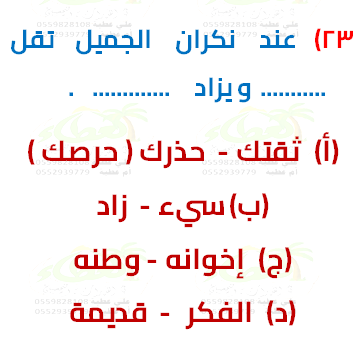 ٢٣) عند نكران الجميل تقل
........... ويزاد ............. .
(أ) ثقتك - حذرك ( حرصك )
(ب) سيء - زاد
(ج) إخوانه - وطنه
(د) الفكر - قديمة